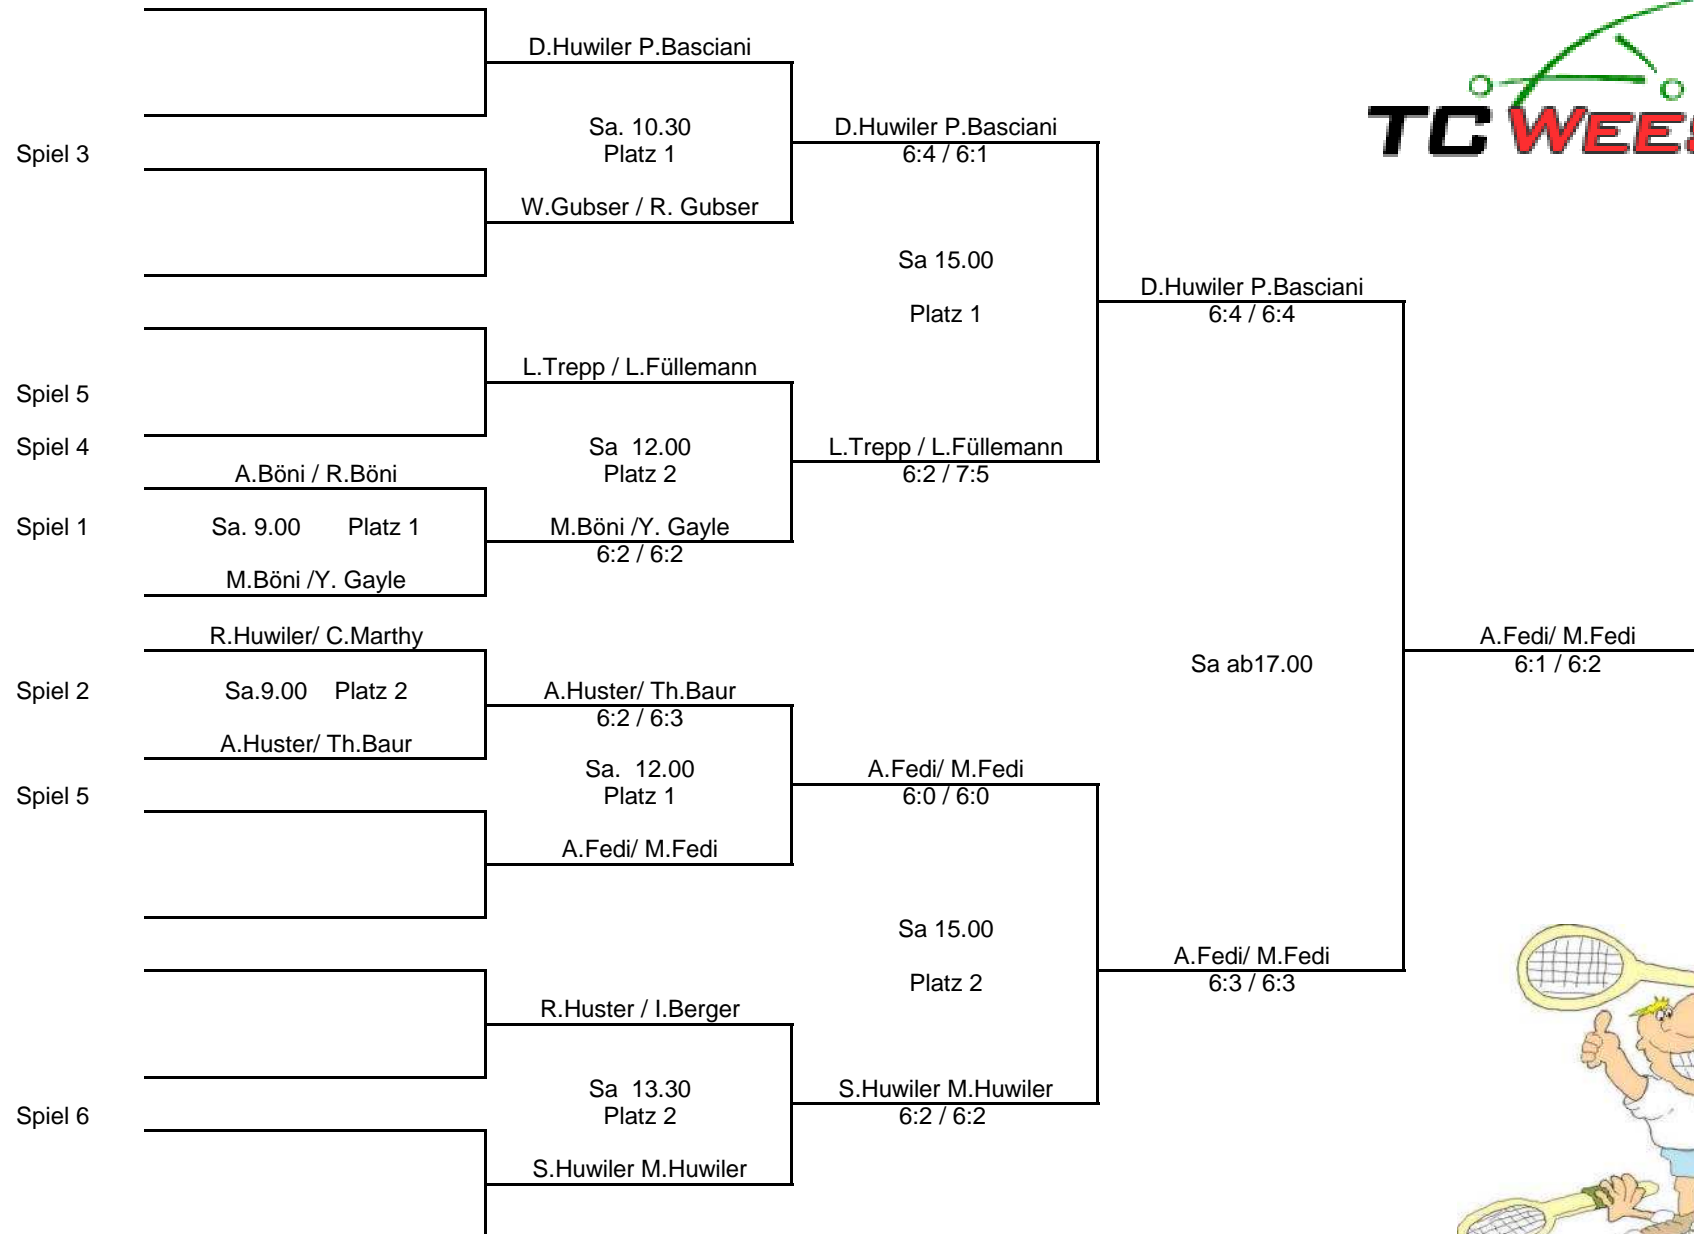 D.Huwiler P.Basciani
Sa. 10.30
Platz 1
D.Huwiler P.Basciani
6:4 / 6:1
TC WEES
Spiel 3
W.Gubser / R. Gubser
Sa 15.00
Platz 1
D.Huwiler P.Basciani
6:4 / 6:4
L.Trepp / L.Füllemann
Spiel 5
Spiel 4
Sa 12.00
Platz 2
L.Trepp / L.Füllemann
6:2 / 7:5
A.Böni / R.Böni
Spiel 1
Sa. 9.00 Platz 1
M.Böni /Y. Gayle
6:2 / 6:2
M.Böni /Y. Gayle
R.Huwiler/ C.Marthy
Sa ab17.00
A.Fedi/ M.Fedi
6:1 / 6:2
Spiel 2
Sa.9.00 Platz 2
A.Huster/ Th.Baur
6:2 / 6:3
A.Huster/ Th.Baur
Sa. 12.00
Platz 1
A.Fedi/ M.Fedi
6:0 / 6:0
Spiel 5
A.Fedi/ M.Fedi
Sa 15.00
Platz 2
A.Fedi/ M.Fedi
6:3 / 6:3
R.Huster / I.Berger
Sa 13.30
Platz 2
S.Huwiler M.Huwiler
6:2 / 6:2
Spiel 6
S.Huwiler M.Huwiler